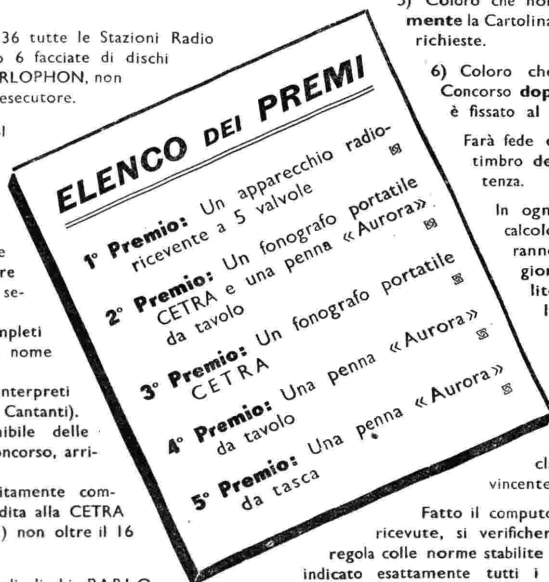 36 tutte le Stazioni Radio
6 facciate di dischi
RLOPHON, non
esecutore.
re
se-
mpleti
nome
nterpreti
Cantanti).
nibile delle
ncorso, arri-
itamente com-
dita alla CETRA
) non oltre il 16
ELENCO DEI PREMI
1° Premio: Un apparecchio radio-
ricevente a 5 valvole
2° Premio: Un fonografo portatile
CETRA e una penna «Aurora»
da tavolo
3° Premio: Un fonografo portatile
CETRA
4° Premio: Una penna «Aurora»
da tavolo
5° Premio: Una penna «Aurora»
da tasca
5) Coloro che non
mente la Cartolina
richieste.
6) Coloro che
Concorso dop
è fissato al
Farà fede
timbro de
tenza.
In ogn
calcol
ranno
gior
lit
cl
vincente
Fatto il computo
ricevute, si verificher
regola colle norme stabilite
indicato esattamente tutti i